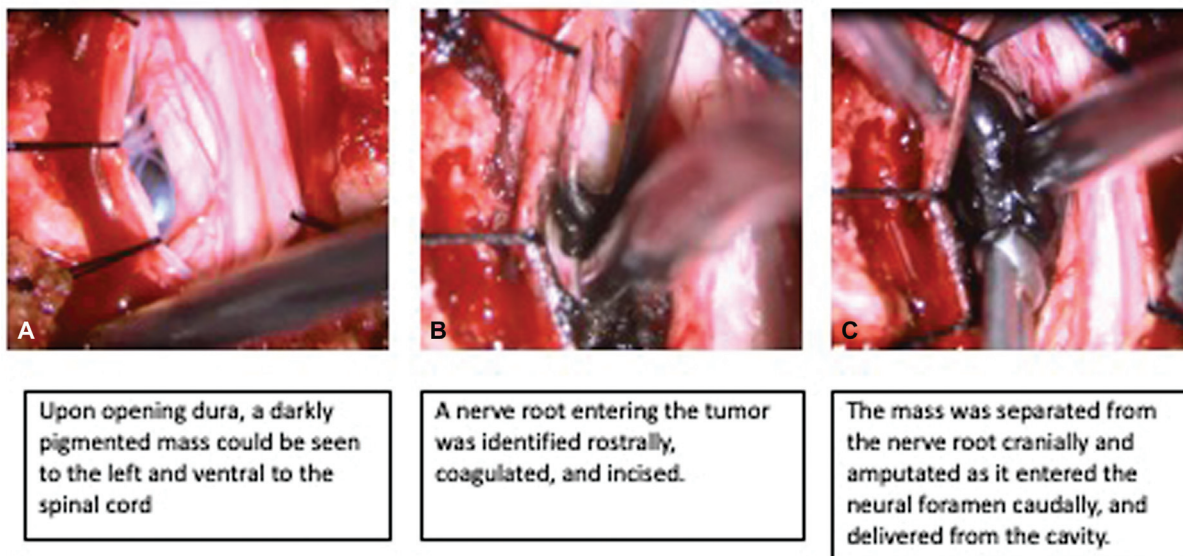 A
B
C
Upon opening dura, a darkly
pigmented mass could be seen
to the left and ventral to the
spinal cord
A nerve root entering the tumor
was identified rostrally,
coagulated, and incised.
The mass was separated from
the nerve root cranially and
amputated as it entered the
neural foramen caudally, and
delivered from the cavity.